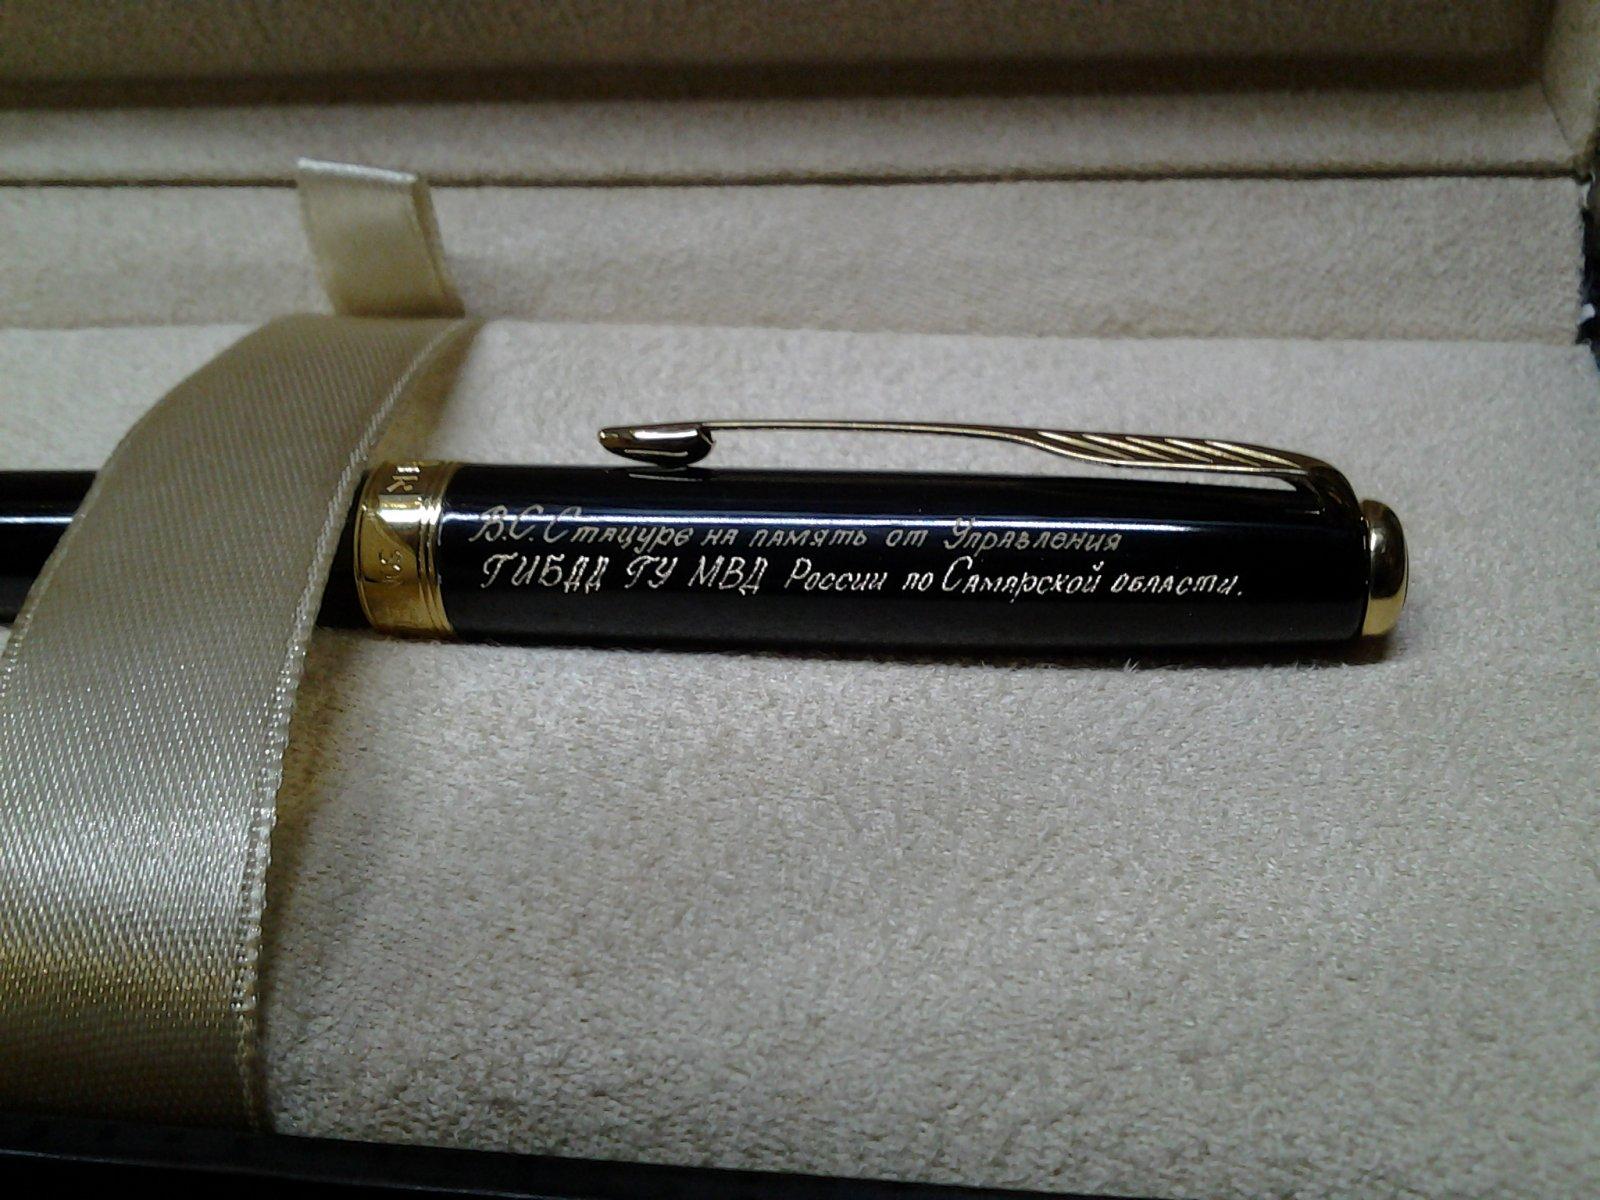 В.С. Стацуре на память от Управления
ГИБДД ГУ МВД России по Самарской области.